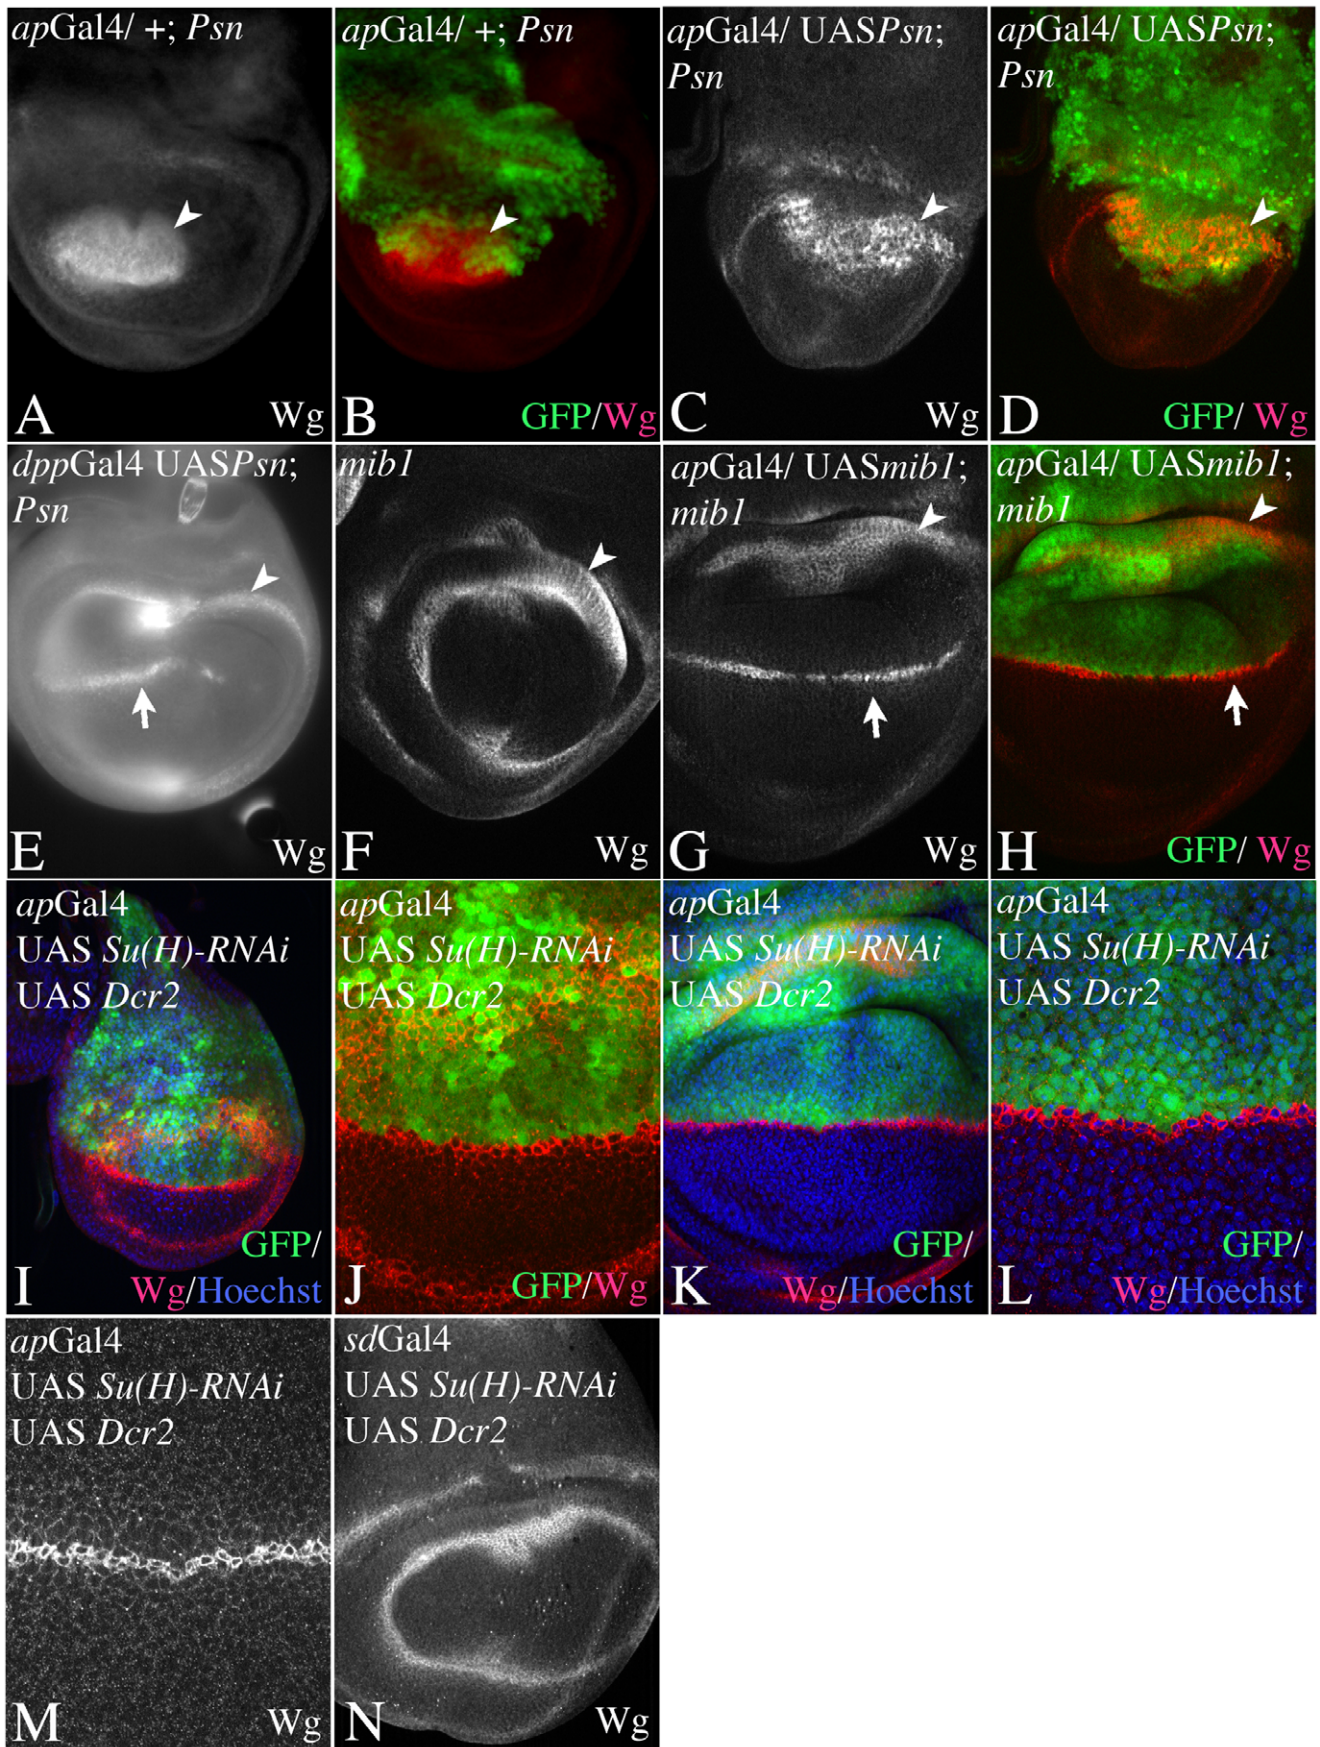 apGal4/ +; Psn
A
Wg
apGal4/ +; Psn
B
GFP/Wg
apGal4/ UASPsn;
Psn
C
Wg
apGal4/ UASPsn;
Psn
D
GFP/ Wg
dppGal4 UASPsn;
Psn
E
Wg
mib1
F
Wg
apGal4/ UASmib1;
mib1
G
Wg
apGal4/ UASmib1;
mib1
H
GFP/ Wg
apGal4
UAS Su(H)-RNAi
UAS Dcr2
GFP/
I
Wg/Hoechst
apGal4
UAS Su(H)-RNAi
UAS Dcr2
J
GFP/Wg
apGal4
UAS Su(H)-RNAi
UAS Dcr2
GFP/
K
Wg/Hoechst
apGal4
UAS Su(H)-RNAi
UAS Dcr2
GFP/
L
Wg/Hoechst
apGal4
UAS Su(H)-RNAi
UAS Dcr2
M
Wg
sdGal4
UAS Su(H)-RNAi
UAS Dcr2
N
Wg